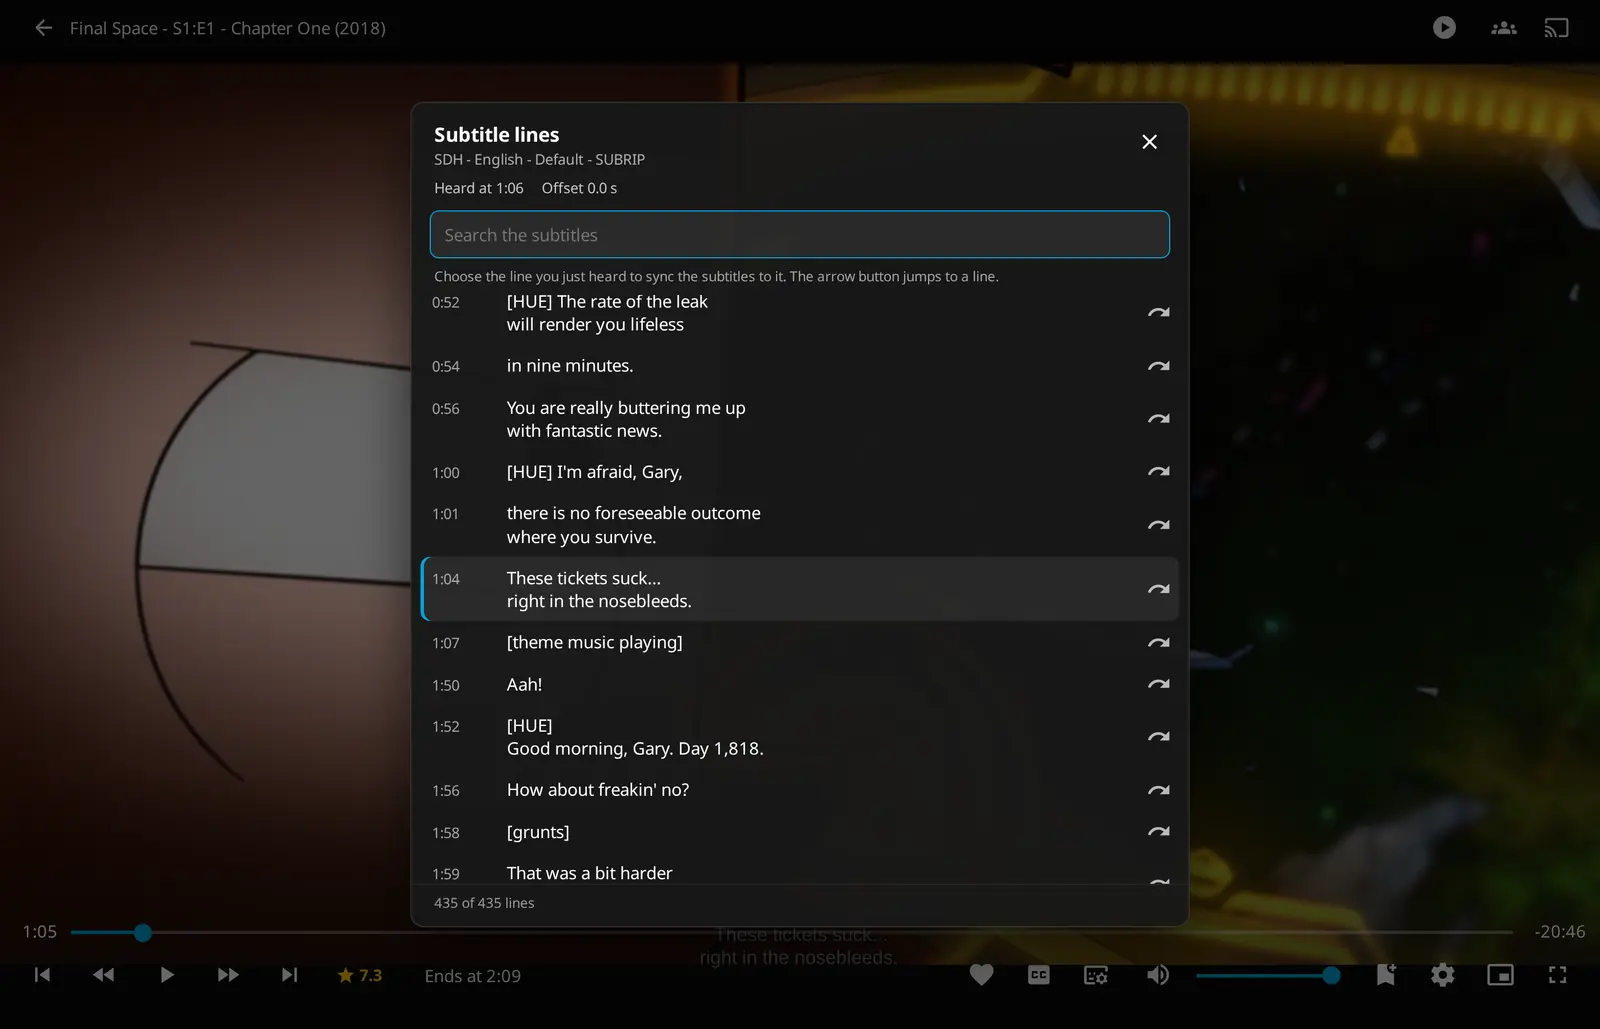 Final Space - S1:E1 - Chapter One (2018)
Subtitle lines
SDH - English - Default - SUBRIP
Heard at 1:06 Offset 0.0 s
Search the subtitles
Choose the line you just heard to sync the subtitles to it. The arrow button jumps to a line.
0:52 [HUE] The rate of the leak
will render you lifeless
0:54 in nine minutes.
0:56 You are really buttering me up
with fantastic news.
1:00 [HUE] I'm afraid, Gary,
1:01 there is no foreseeable outcome
where you survive.
1:04 These tickets suck...
right in the nosebleeds.
1:07 [theme music playing]
1:50 Aah!
1:52 [HUE]
Good morning, Gary. Day 1,818.
1:56 How about freakin' no?
1:58 [grunts]
1:59 That was a bit harder
435 of 435 lines
1:05 -20:46
These tickets suck...
right in the nosebleeds.
7.3 Ends at 2:09 CC